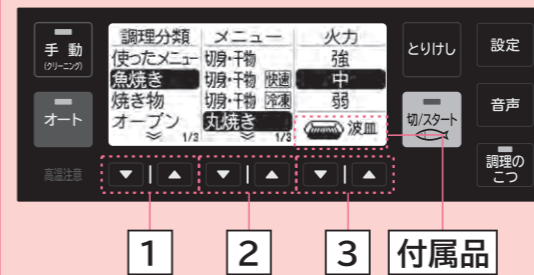 手動
(クリーニング)
オート
高温注意
調理分類 メニュー 火力
使ったメニュー 切身・干物 強
魚焼き 切身・干物 快速 中
焼き物 切身・干物 冷凍 弱
オーブン 丸焼き 波皿
1/3 1/3
とりけし
切/スタート
設定
音声
調理の
こつ
▼ | ▲ ▼ | ▲ ▼ | ▲
1 2 3 付属品